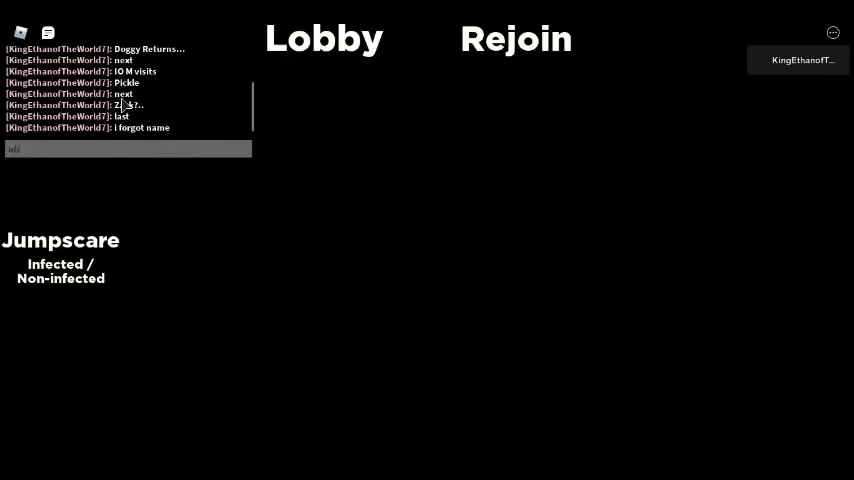 Lobby Rejoin
[KingEthanofTheWorld7]: Doggy Returns...
[KingEthanofTheWorld7]: next
[KingEthanofTheWorld7]: 10 M visits
[KingEthanofTheWorld7]: Pickle
[KingEthanofTheWorld7]: next
[KingEthanofTheWorld7]:
[KingEthanofTheWorld7]: last
[KingEthanofTheWorld7]: i forgot name
KingEthanofT...
Jumpscare
Infected /
Non-infected